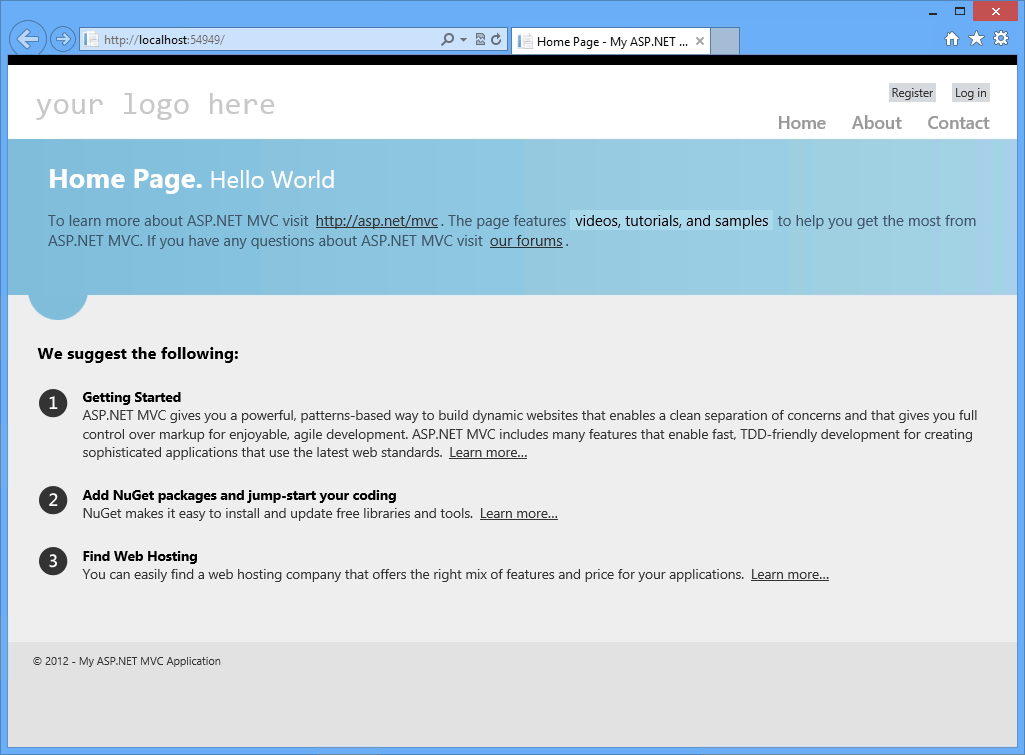 http://localhost:54949/
Home Page - My ASP.NET ...
your logo here
Register Log in
Home About Contact
Home Page. Hello World
To learn more about ASP.NET MVC visit http://asp.net/mvc. The page features videos, tutorials, and samples to help you get the most from
ASP.NET MVC. If you have any questions about ASP.NET MVC visit our forums.
We suggest the following:
1 Getting Started
ASP.NET MVC gives you a powerful, patterns-based way to build dynamic websites that enables a clean separation of concerns and that gives you full
control over markup for enjoyable, agile development. ASP.NET MVC includes many features that enable fast, TDD-friendly development for creating
sophisticated applications that use the latest web standards. Learn more...
2 Add NuGet packages and jump-start your coding
NuGet makes it easy to install and update free libraries and tools. Learn more...
3 Find Web Hosting
You can easily find a web hosting company that offers the right mix of features and price for your applications. Learn more...
© 2012 - My ASP.NET MVC Application